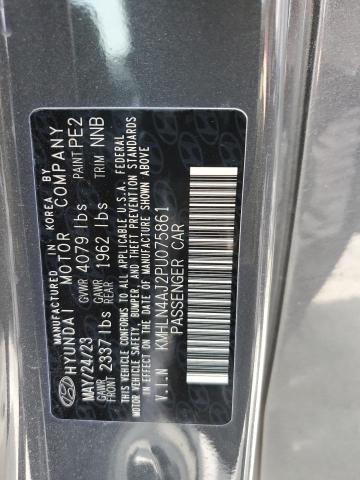 MANUFACTURED IN KOREA BY
HYUNDAI MOTOR COMPANY
MAY/24/23 GVWR 4079 lbs PAINT PE2
GAWR FRONT 2337 lbs GAWR REAR 1962 lbs TRIM NNB
THIS VEHICLE CONFORMS TO ALL APPLICABLE U.S.A. FEDERAL
MOTOR VEHICLE SAFETY, BUMPER, AND THEFT PREVENTION
STANDARDS IN EFFECT ON THE DATE OF MANUFACTURE SHOWN ABOVE
V.I.N KMHLN4AJ2PU075861
PASSENGER CAR